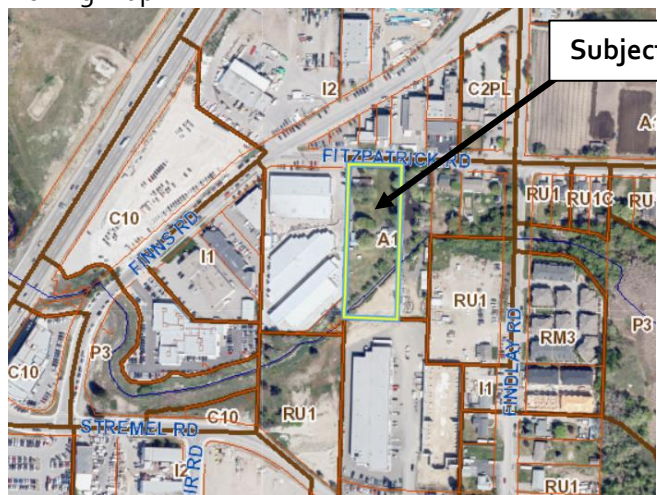 Subject
I2
C2PL
A1
FITZPATRICK RD
RU1
RU1C
RU
C10
FINNS RD
I1
A1
RU1
FINDLAY RD
RM3
P3
P3
C10
I1
RU1
C10
STREMEL RD
I2
UR RD
RU1